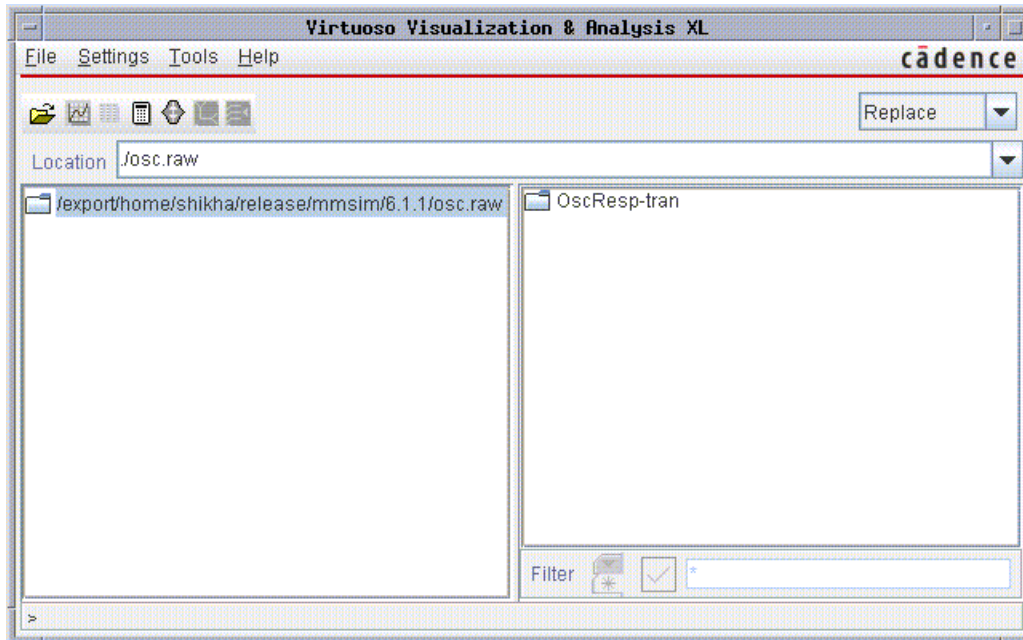 Virtuoso Visualization & Analysis XL
File Settings Tools Help
cādence
Replace
Location ./osc.raw
/export/home/shikha/release/mmsim/6.1.1/osc.raw
OscResp-tran
Filter *
>